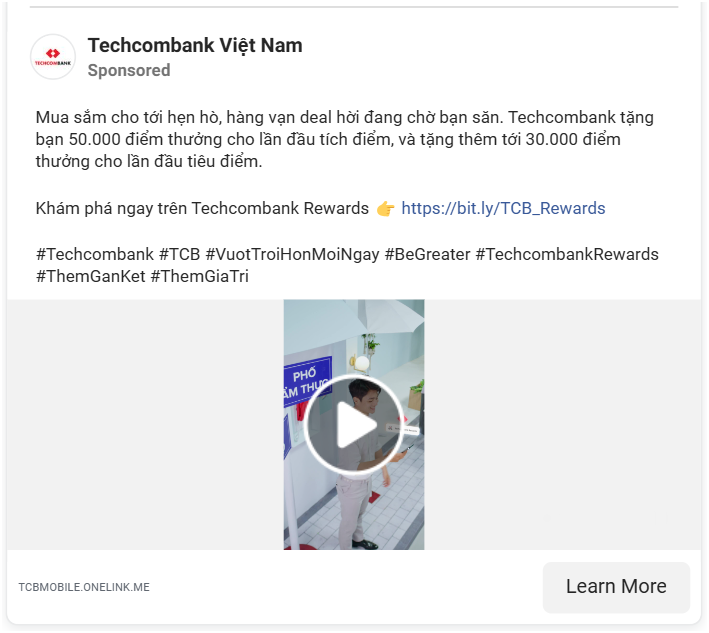 Techcombank Việt Nam
TECHCOMBANK
Sponsored
Mua sắm cho tới hẹn hò, hàng vạn deal hời đang chờ bạn săn. Techcombank tặng
bạn 50.000 điểm thưởng cho lần đầu tích điểm, và tặng thêm tới 30.000 điểm
thưởng cho lần đầu tiêu điểm.
Khám phá ngay trên Techcombank Rewards 👉 https://bit.ly/TCB_Rewards
#Techcombank #TCB #VuotTroiHonMoiNgay #BeGreater #TechcombankRewards
#ThemGanKet #ThemGiaTri
PHỐ
ẨM THỰC
TCBMOBILE.ONELINK.ME
Learn More